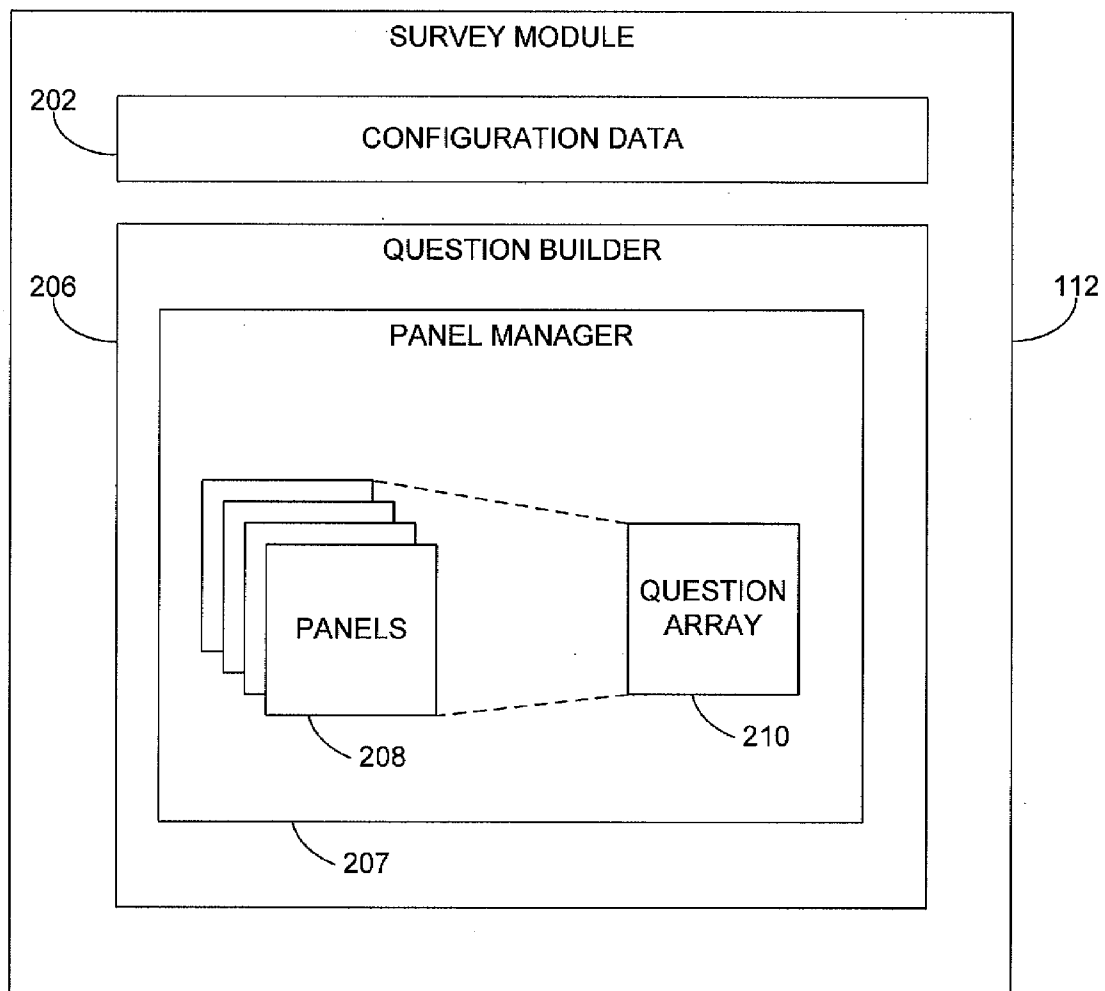 SURVEY MODULE
202
CONFIGURATION DATA
QUESTION BUILDER
206
112
PANEL MANAGER
PANELS
QUESTION
ARRAY
208
210
207